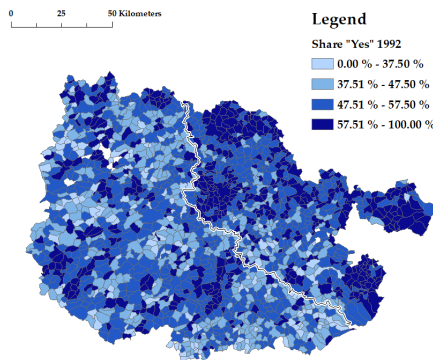 0 25 50 Kilometers
Legend
Share "Yes" 1992
0.00 % - 37.50 %
37.51 % - 47.50 %
47.51 % - 57.50 %
57.51 % - 100.00 %